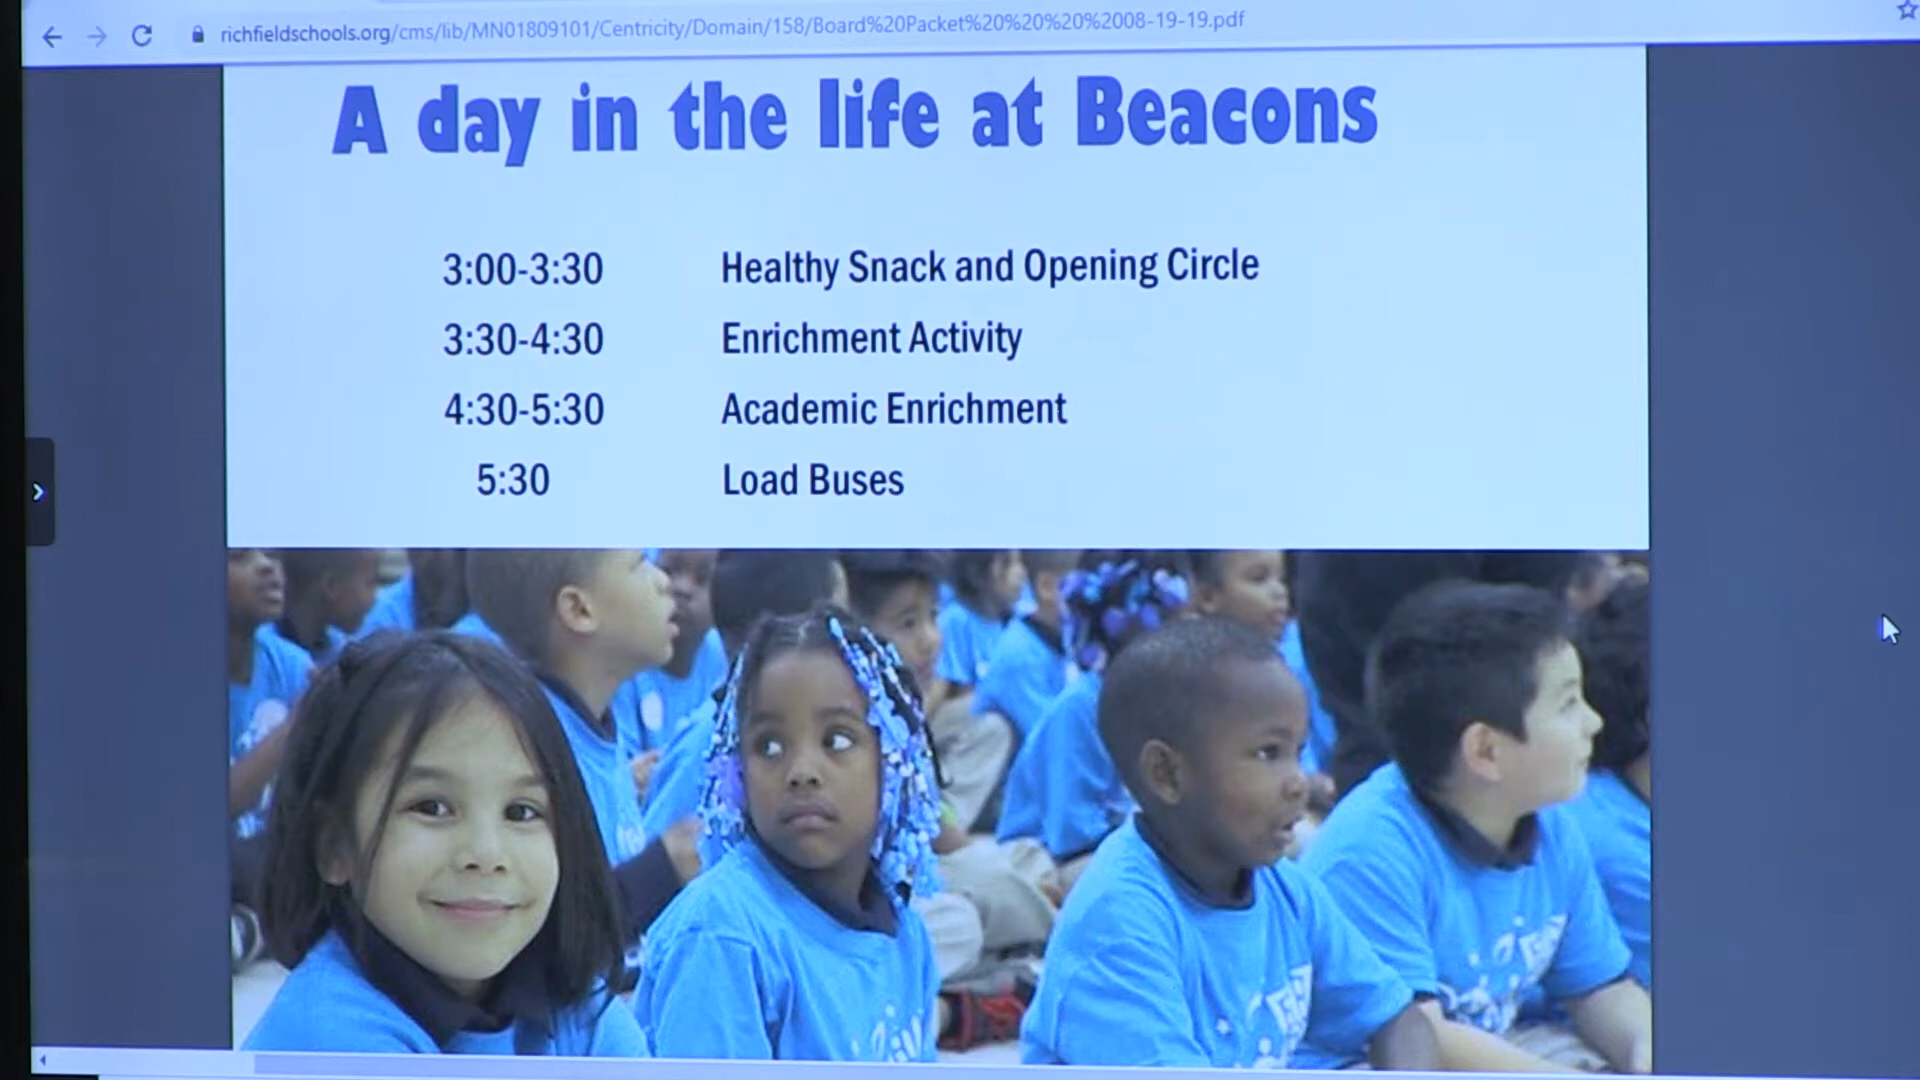 richfieldschools.org/cms/lib/MN01809101/Centricity/Domain/158/Board%20Packet%20%20%20%2008-19-19.pdf
A day in the life at Beacons
3:00-3:30 Healthy Snack and Opening Circle
3:30-4:30 Enrichment Activity
4:30-5:30 Academic Enrichment
5:30 Load Buses